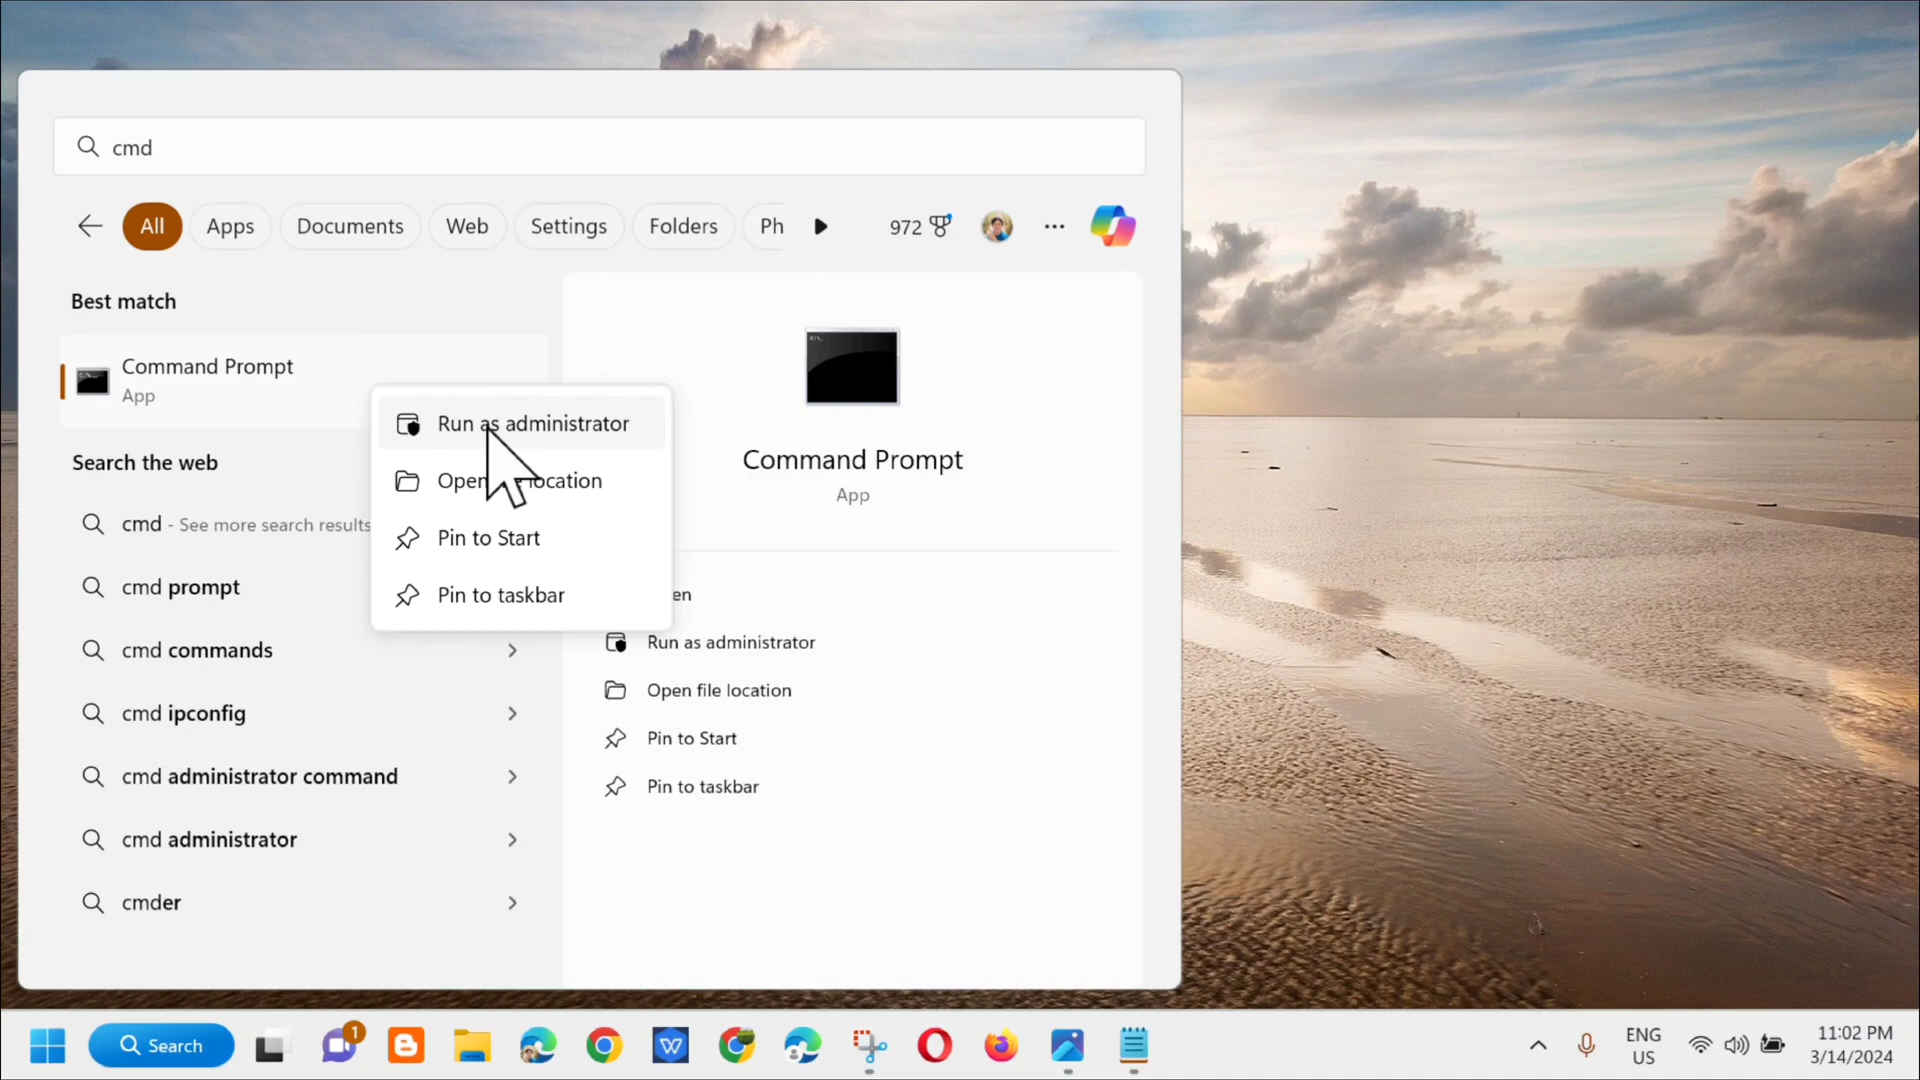 cmd
All
Apps
Documents
Web
Settings
Folders
Ph
972
Best match
Command Prompt
App
Run as administrator
Open location
Pin to Start
Pin to taskbar
Search the web
cmd - See more search results
cmd prompt
cmd commands
cmd ipconfig
cmd administrator command
cmd administrator
cmder
Command Prompt
App
en
Run as administrator
Open file location
Pin to Start
Pin to taskbar
Search
1
ENG
US
11:02 PM
3/14/2024